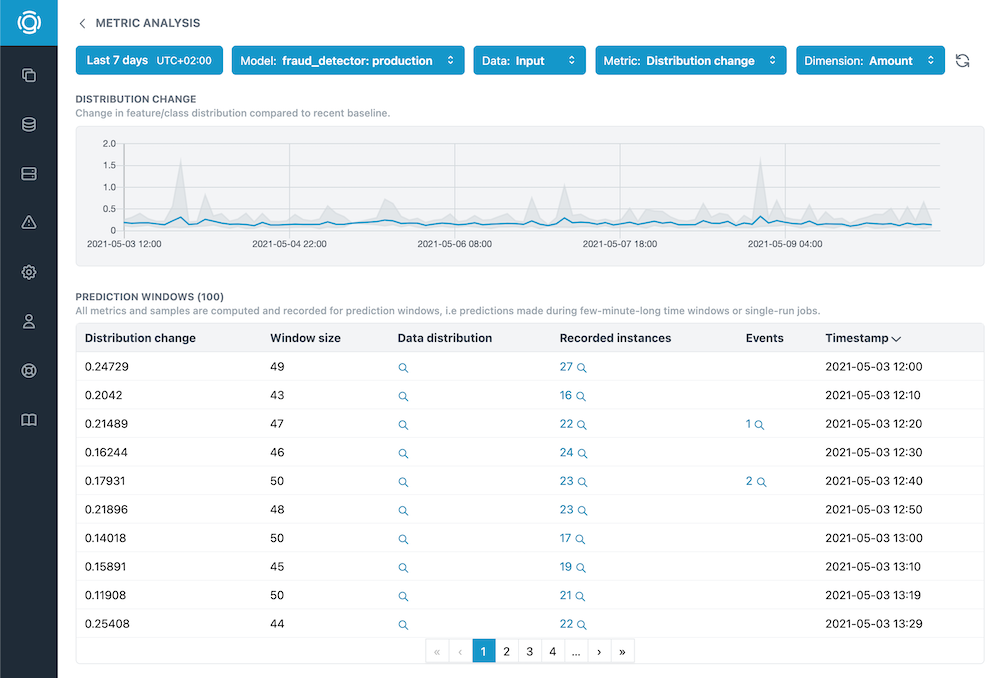 METRIC ANALYSIS
Last 7 days UTC+02:00 Model: fraud_detector: production Data: Input Metric: Distribution change Dimension: Amount
DISTRIBUTION CHANGE
Change in feature/class distribution compared to recent baseline.
2.0
1.5
1.0
0.5
0
2021-05-03 12:00 2021-05-04 22:00 2021-05-06 08:00 2021-05-07 18:00 2021-05-09 04:00
PREDICTION WINDOWS (100)
All metrics and samples are computed and recorded for prediction windows, i.e predictions made during few-minute-long time windows or single-run jobs.
Distribution change Window size Data distribution Recorded instances Events Timestamp
0.24729 49 27 2021-05-03 12:00
0.2042 43 16 2021-05-03 12:10
0.21489 47 22 1 2021-05-03 12:20
0.16244 46 24 2021-05-03 12:30
0.17931 50 23 2 2021-05-03 12:40
0.21896 48 23 2021-05-03 12:50
0.14018 50 17 2021-05-03 13:00
0.15891 45 19 2021-05-03 13:10
0.11908 50 21 2021-05-03 13:19
0.25408 44 22 2021-05-03 13:29
« ‹ 1 2 3 4 ... › »